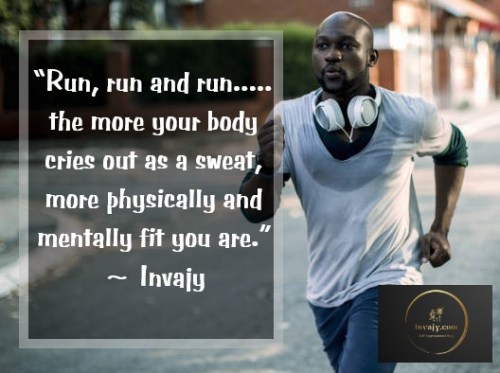 “Run, run and run.....
the more your body
cries out as a sweat,
more physically and
mentally fit you are.”
~ Invajy
invajy.com